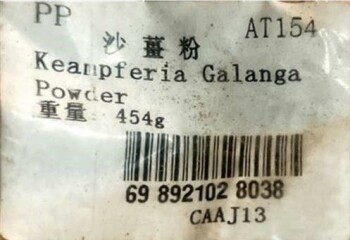 PP AT154
沙薑粉
Keampferia Galanga
Powder
重量: 454g
69 892102 8038
CAAJ13